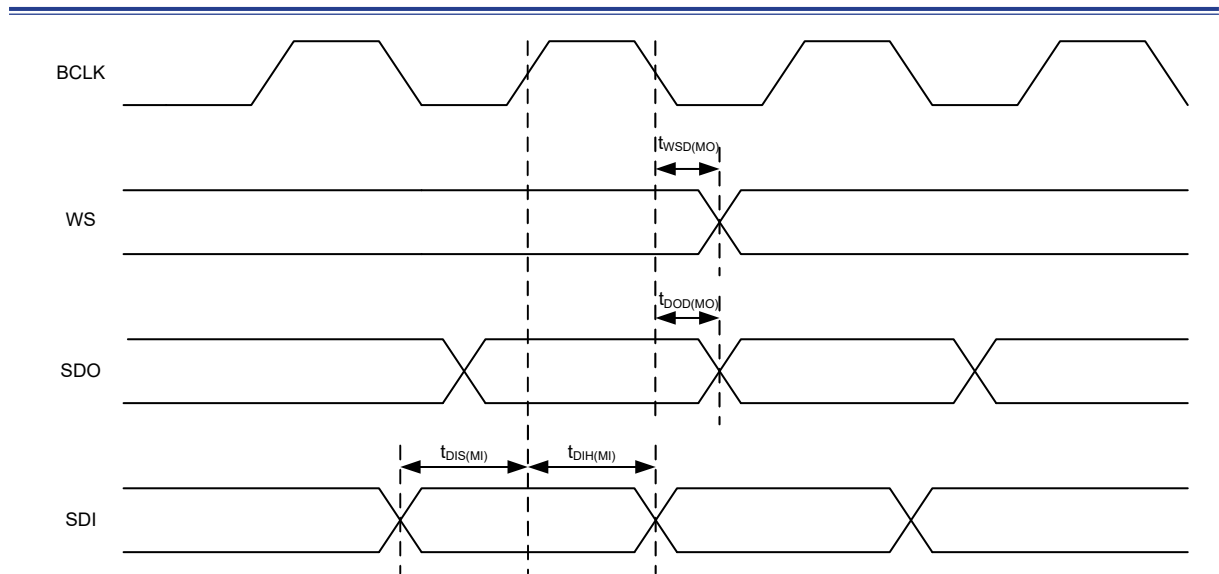 BCLK
tWSD(MO)
WS
tDOD(MO)
SDO
tDIS(MI) tDIH(MI)
SDI